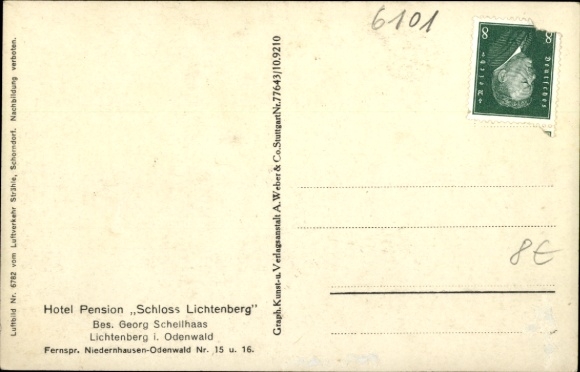 6101
8 8
Deutsches
Reich
Luftbild Nr. 6782 vom Luftverkehr Strähle, Schorndorf. Nachbildung verboten.
Graph. Kunst- u. Verlagsanstalt A. Weber & Co. Stuttgart Nr. 77643/10.9210
8€
Hotel Pension „Schloss Lichtenberg"
Bes. Georg Schellhaas
Lichtenberg i. Odenwald
Fernspr. Niedernhausen-Odenwald Nr. 15 u. 16.